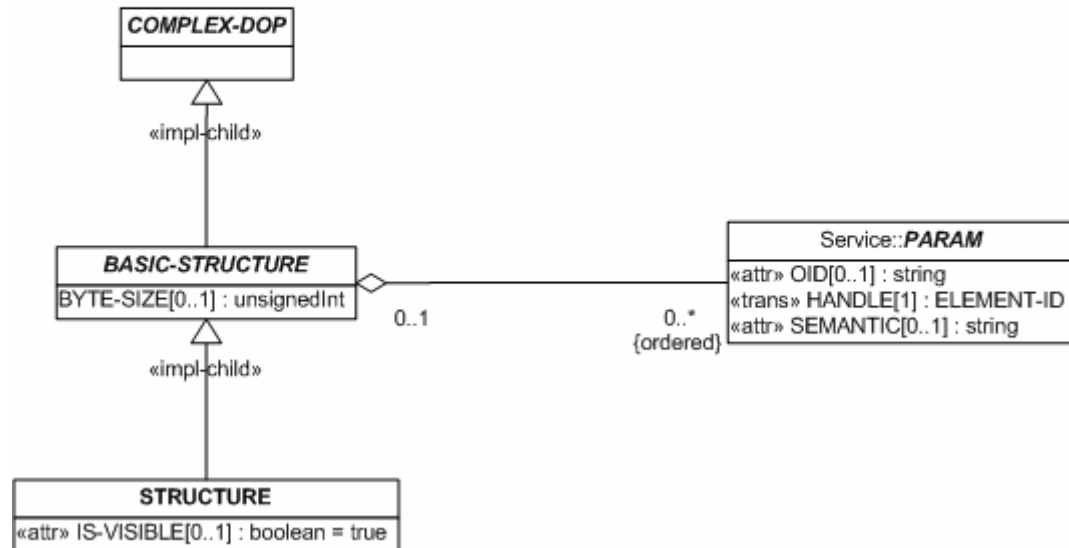 COMPLEX-DOP
«impl-child»
BASIC-STRUCTURE
BYTE-SIZE[0..1] : unsignedInt
0..1
0..*
{ordered}
Service::PARAM
«attr» OID[0..1] : string
«trans» HANDLE[1] : ELEMENT-ID
«attr» SEMANTIC[0..1] : string
«impl-child»
STRUCTURE
«attr» IS-VISIBLE[0..1] : boolean = true